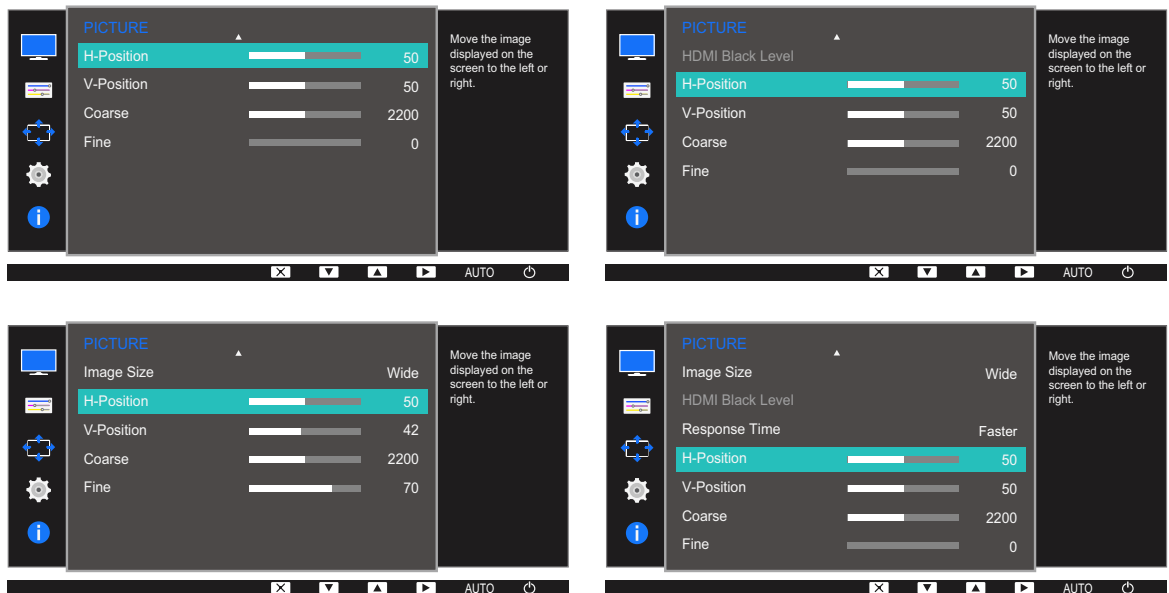 PICTURE
H-Position 50
V-Position 50
Coarse 2200
Fine 0
Move the image
displayed on the
screen to the left or
right.
AUTO
PICTURE
HDMI Black Level
H-Position 50
V-Position 50
Coarse 2200
Fine 0
Move the image
displayed on the
screen to the left or
right.
AUTO
PICTURE
Image Size Wide
H-Position 50
V-Position 42
Coarse 2200
Fine 70
Move the image
displayed on the
screen to the left or
right.
AUTO
PICTURE
Image Size Wide
HDMI Black Level
Response Time Faster
H-Position 50
V-Position 50
Coarse 2200
Fine 0
Move the image
displayed on the
screen to the left or
right.
AUTO